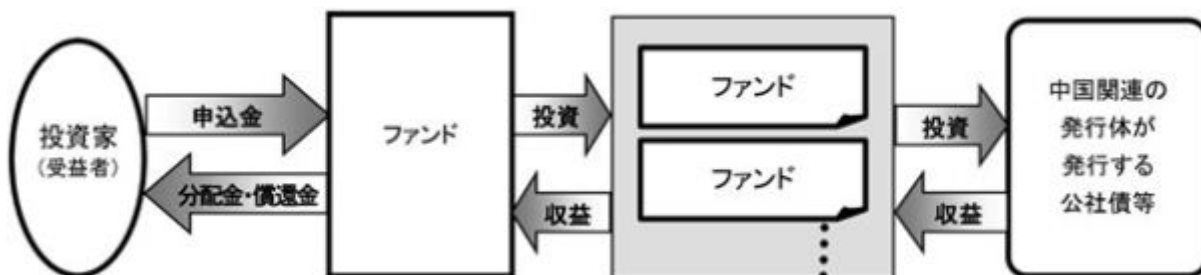 投資家
(受益者)
申込金
分配金・償還金
ファンド
投資
収益
ファンド
ファンド
投資
収益
中国関連の
発行体が
発行する
公社債等